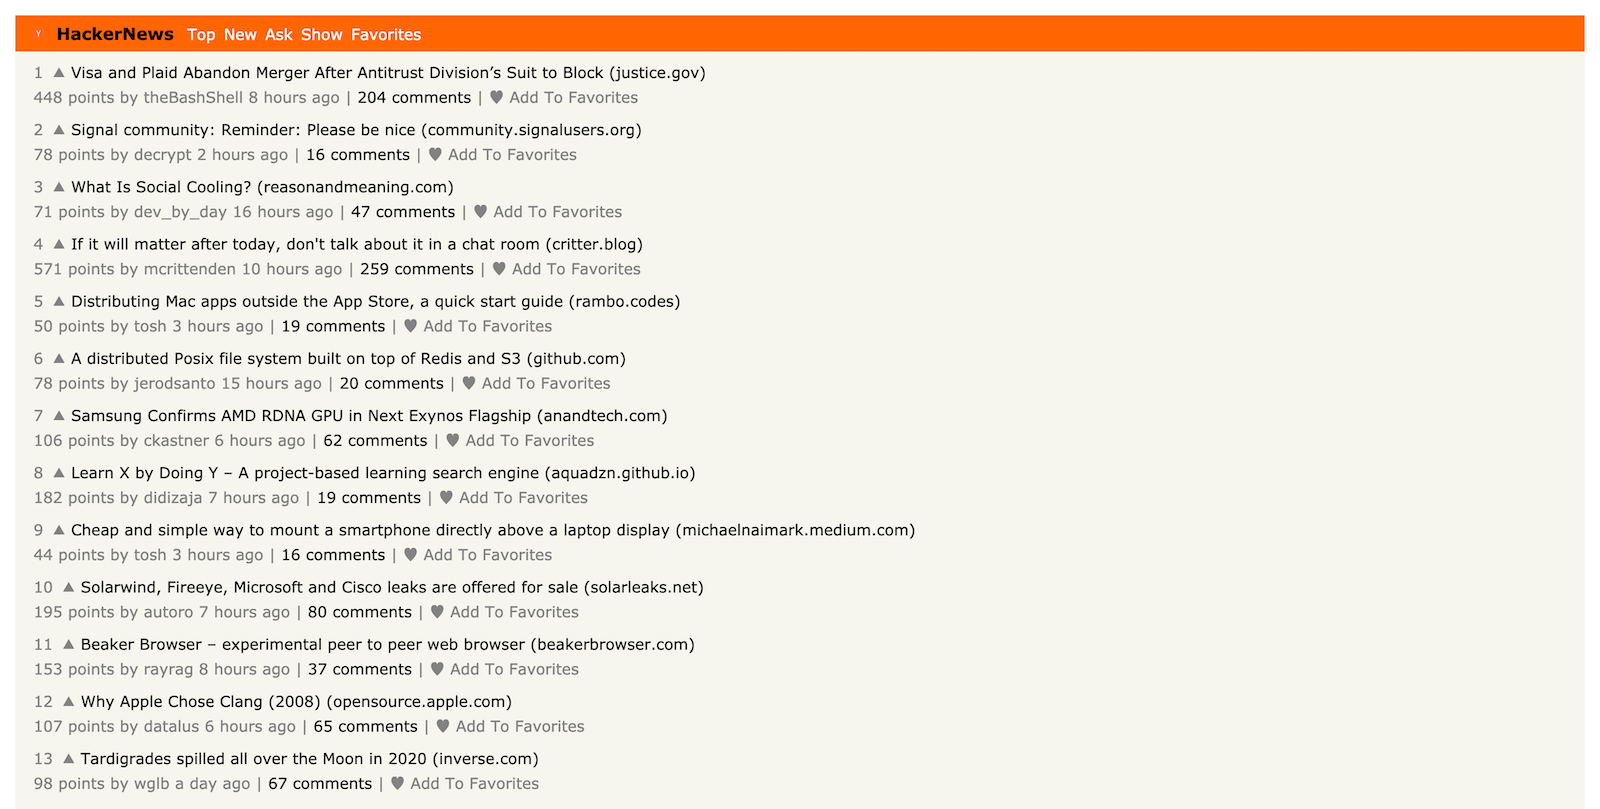 Y HackerNews Top New Ask Show Favorites
1 ▲ Visa and Plaid Abandon Merger After Antitrust Division’s Suit to Block (justice.gov)
448 points by theBashShell 8 hours ago | 204 comments | ♥ Add To Favorites
2 ▲ Signal community: Reminder: Please be nice (community.signalusers.org)
78 points by decrypt 2 hours ago | 16 comments | ♥ Add To Favorites
3 ▲ What Is Social Cooling? (reasonandmeaning.com)
71 points by dev_by_day 16 hours ago | 47 comments | ♥ Add To Favorites
4 ▲ If it will matter after today, don't talk about it in a chat room (critter.blog)
571 points by mcrittenden 10 hours ago | 259 comments | ♥ Add To Favorites
5 ▲ Distributing Mac apps outside the App Store, a quick start guide (rambo.codes)
50 points by tosh 3 hours ago | 19 comments | ♥ Add To Favorites
6 ▲ A distributed Posix file system built on top of Redis and S3 (github.com)
78 points by jerodsanto 15 hours ago | 20 comments | ♥ Add To Favorites
7 ▲ Samsung Confirms AMD RDNA GPU in Next Exynos Flagship (anandtech.com)
106 points by ckastner 6 hours ago | 62 comments | ♥ Add To Favorites
8 ▲ Learn X by Doing Y – A project-based learning search engine (aquadzn.github.io)
182 points by didizaja 7 hours ago | 19 comments | ♥ Add To Favorites
9 ▲ Cheap and simple way to mount a smartphone directly above a laptop display (michaelnaimark.medium.com)
44 points by tosh 3 hours ago | 16 comments | ♥ Add To Favorites
10 ▲ Solarwind, Fireeye, Microsoft and Cisco leaks are offered for sale (solarleaks.net)
195 points by autoro 7 hours ago | 80 comments | ♥ Add To Favorites
11 ▲ Beaker Browser – experimental peer to peer web browser (beakerbrowser.com)
153 points by rayrag 8 hours ago | 37 comments | ♥ Add To Favorites
12 ▲ Why Apple Chose Clang (2008) (opensource.apple.com)
107 points by datalus 6 hours ago | 65 comments | ♥ Add To Favorites
13 ▲ Tardigrades spilled all over the Moon in 2020 (inverse.com)
98 points by wglb a day ago | 67 comments | ♥ Add To Favorites